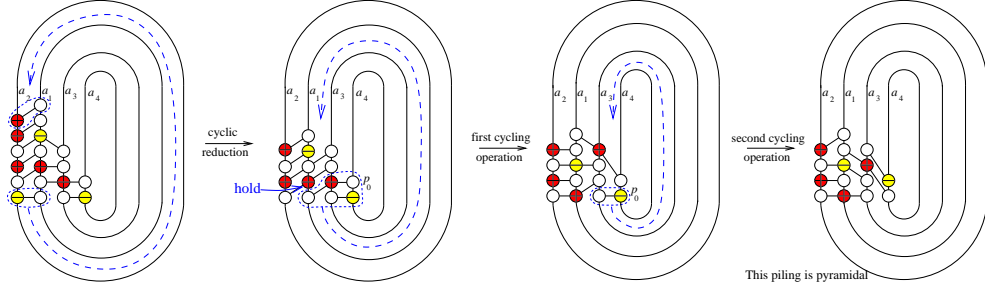 a2 a1 a3 a4
cyclic
reduction
a2 a1 a3 a4
hold
p0
first cycling
operation
a2 a1 a3 a4
p0
second cycling
operation
a2 a1 a3 a4
This piling is pyramidal